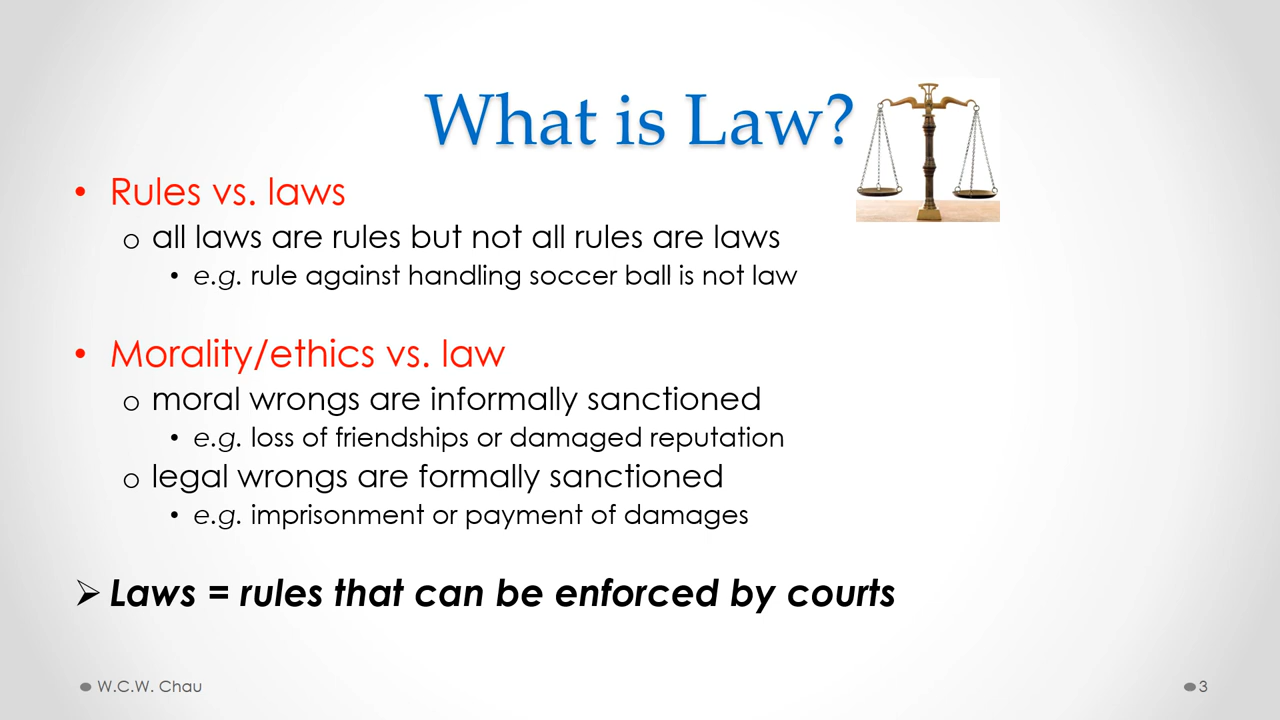 What is Law?
• Rules vs. laws
o all laws are rules but not all rules are laws
• e.g. rule against handling soccer ball is not law
• Morality/ethics vs. law
o moral wrongs are informally sanctioned
• e.g. loss of friendships or damaged reputation
o legal wrongs are formally sanctioned
• e.g. imprisonment or payment of damages
➢ Laws = rules that can be enforced by courts
● W.C.W. Chau
● 3